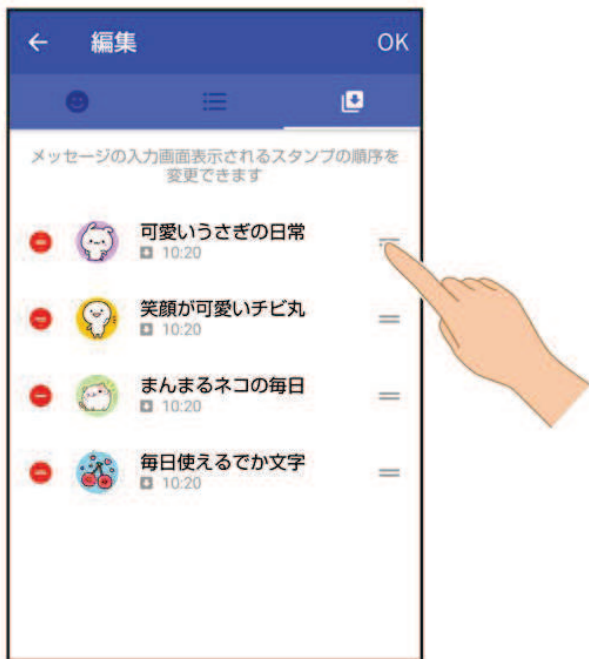 編集 OK
メッセージの入力画面表示されるスタンプの順序を
変更できます
可愛いうさぎの日常
10:20
笑顔が可愛いチビ丸
10:20
まんまるネコの毎日
10:20
毎日使えるでか文字
10:20